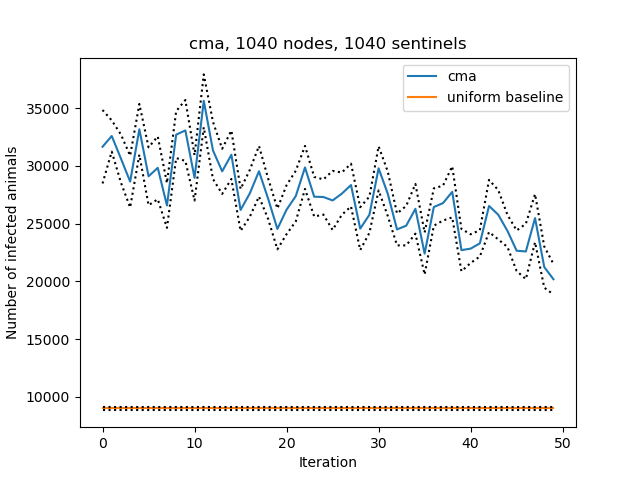 cma, 1040 nodes, 1040 sentinels
cma
uniform baseline
Number of infected animals
35000
30000
25000
20000
15000
10000
0 10 20 30 40 50
Iteration